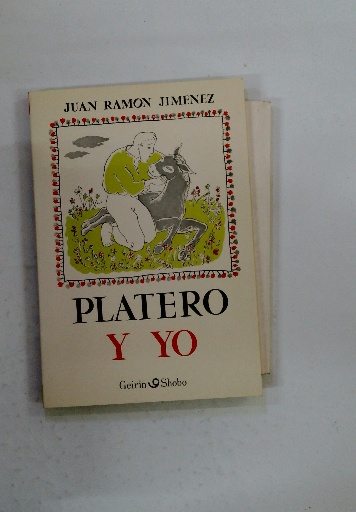 JUAN RAMON JIMENEZ
PLATERO
Y YO
Geirin Shobo